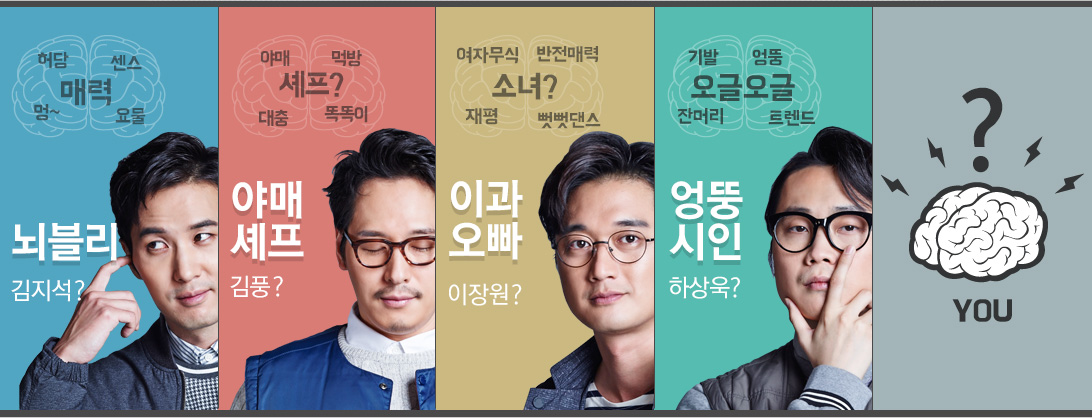 허당 센스
매력
멍~ 요물
뇌블리
김지석?
야매 먹방
셰프?
대충 똑똑이
야매
셰프
김풍?
여자무식 반전매력
소녀?
재평 뻣뻣댄스
이과
오빠
이장원?
기발 엉뚱
오글오글
잔머리 트렌드
엉뚱
시인
하상욱?
?
YOU